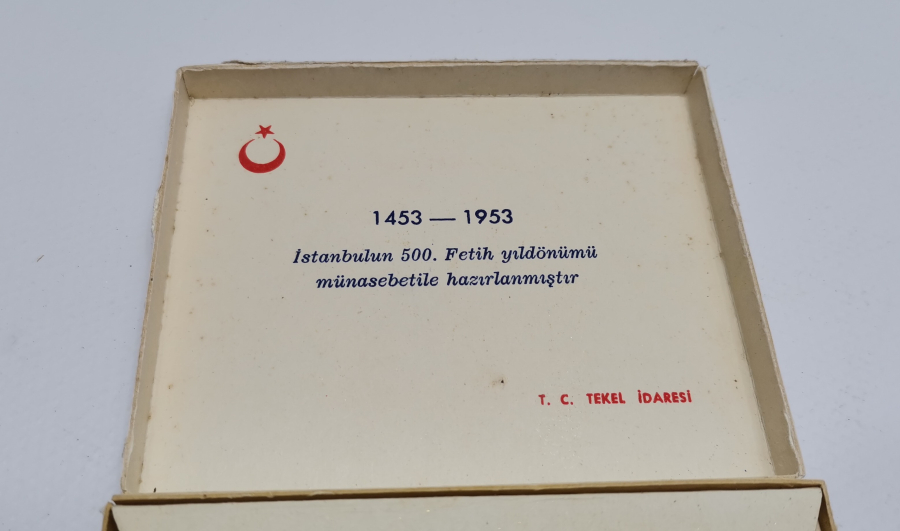 1453 — 1953
İstanbulun 500. Fetih yıldönümü
münasebetile hazırlanmıştır
T. C. TEKEL İDARESİ